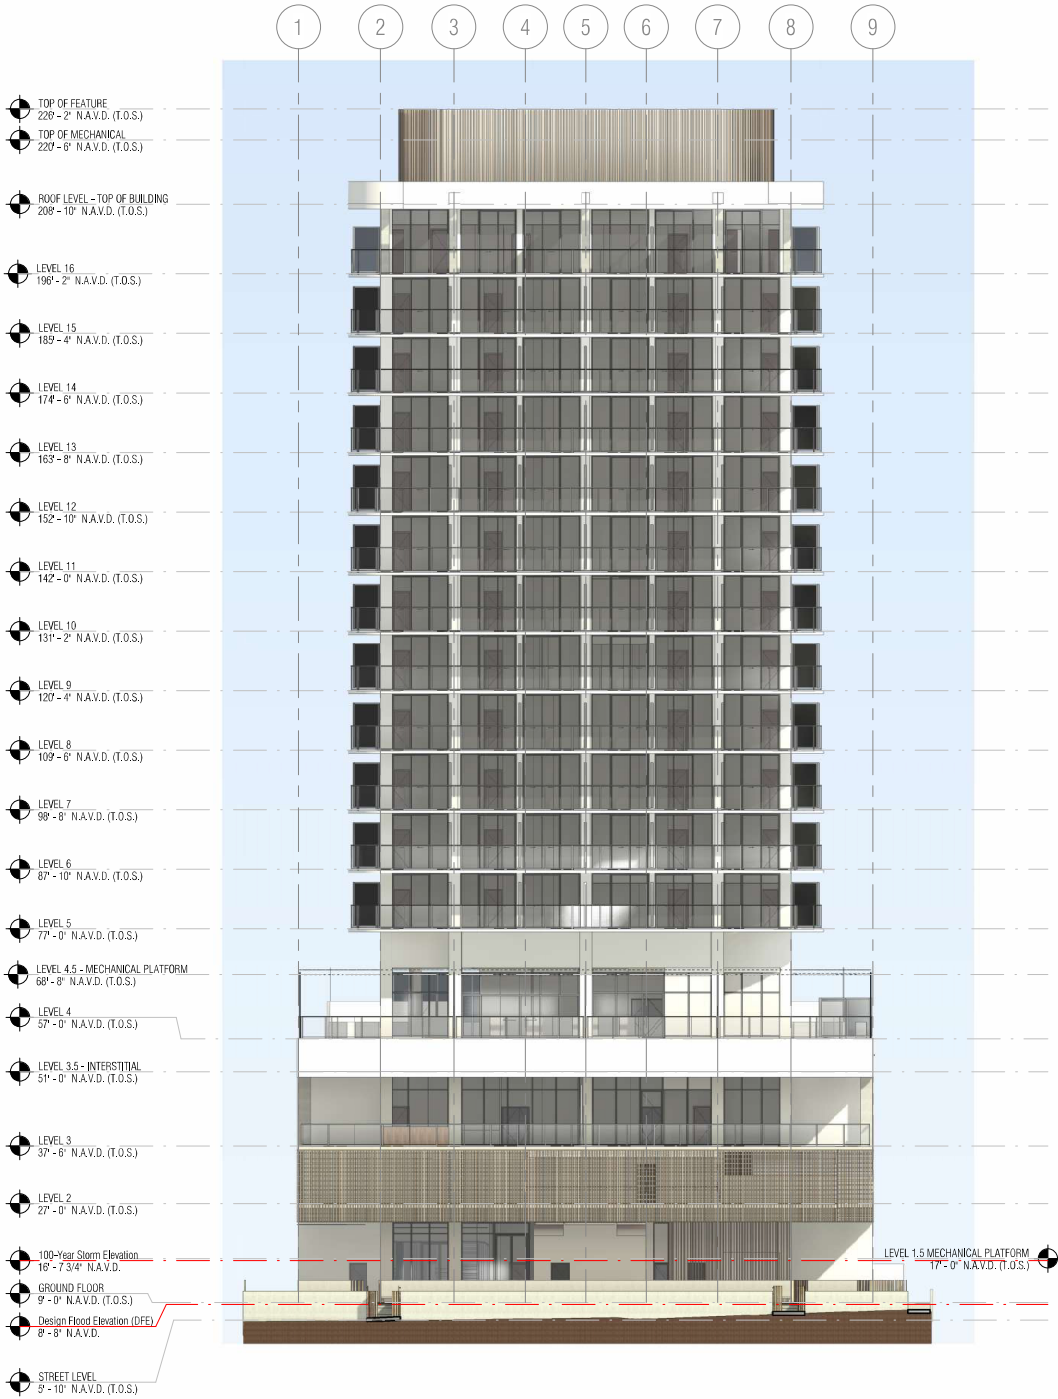 1 2 3 4 5 6 7 8 9
TOP OF FEATURE
226' - 2" N.A.V.D. (T.O.S.)
TOP OF MECHANICAL
220' - 6" N.A.V.D. (T.O.S.)
ROOF LEVEL - TOP OF BUILDING
208' - 10" N.A.V.D. (T.O.S.)
LEVEL 16
196' - 2" N.A.V.D. (T.O.S.)
LEVEL 15
185' - 4" N.A.V.D. (T.O.S.)
LEVEL 14
174' - 6" N.A.V.D. (T.O.S.)
LEVEL 13
163' - 8" N.A.V.D. (T.O.S.)
LEVEL 12
152' - 10" N.A.V.D. (T.O.S.)
LEVEL 11
142' - 0" N.A.V.D. (T.O.S.)
LEVEL 10
131' - 2" N.A.V.D. (T.O.S.)
LEVEL 9
120' - 4" N.A.V.D. (T.O.S.)
LEVEL 8
109' - 6" N.A.V.D. (T.O.S.)
LEVEL 7
98' - 8" N.A.V.D. (T.O.S.)
LEVEL 6
87' - 10" N.A.V.D. (T.O.S.)
LEVEL 5
77' - 0" N.A.V.D. (T.O.S.)
LEVEL 4.5 - MECHANICAL PLATFORM
68' - 8" N.A.V.D. (T.O.S.)
LEVEL 4
57' - 0" N.A.V.D. (T.O.S.)
LEVEL 3.5 - INTERSTITIAL
51' - 0" N.A.V.D. (T.O.S.)
LEVEL 3
37' - 6" N.A.V.D. (T.O.S.)
LEVEL 2
27' - 0" N.A.V.D. (T.O.S.)
100-Year Storm Elevation
16' - 7 3/4" N.A.V.D.
LEVEL 1.5 MECHANICAL PLATFORM
17' - 0" N.A.V.D. (T.O.S.)
GROUND FLOOR
9' - 0" N.A.V.D. (T.O.S.)
Design Flood Elevation (DFE)
8' - 8" N.A.V.D.
STREET LEVEL
5' - 10" N.A.V.D. (T.O.S.)